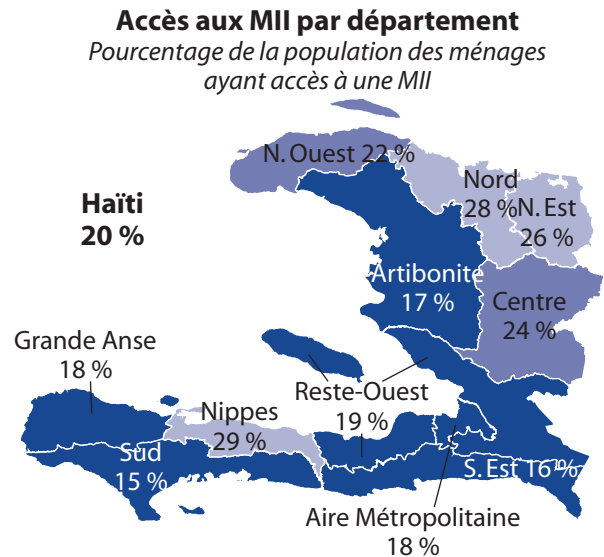 Accès aux MII par département
Pourcentage de la population des ménages
ayant accès à une MII
N. Ouest 22 %
Nord
28 %
N. Est
26 %
Haïti
20 %
Artibonite
17 %
Centre
24 %
Grande Anse
18 %
Reste-Ouest
19 %
Nippes
29 %
Sud
15 %
S. Est 16 %
Aire Métropolitaine
18 %